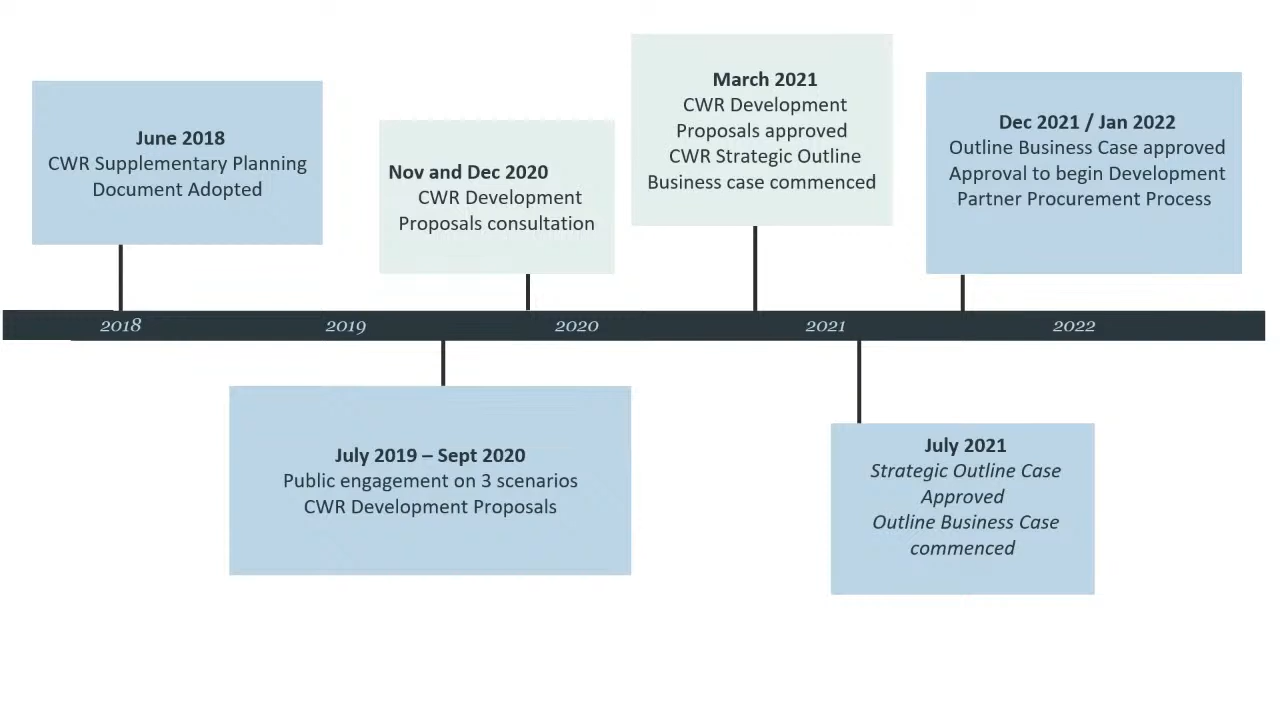 June 2018
CWR Supplementary Planning
Document Adopted
Nov and Dec 2020
CWR Development
Proposals consultation
March 2021
CWR Development
Proposals approved
CWR Strategic Outline
Business case commenced
Dec 2021 / Jan 2022
Outline Business Case approved
Approval to begin Development
Partner Procurement Process
2018
2019
2020
2021
2022
July 2019 – Sept 2020
Public engagement on 3 scenarios
CWR Development Proposals
July 2021
Strategic Outline Case
Approved
Outline Business Case
commenced